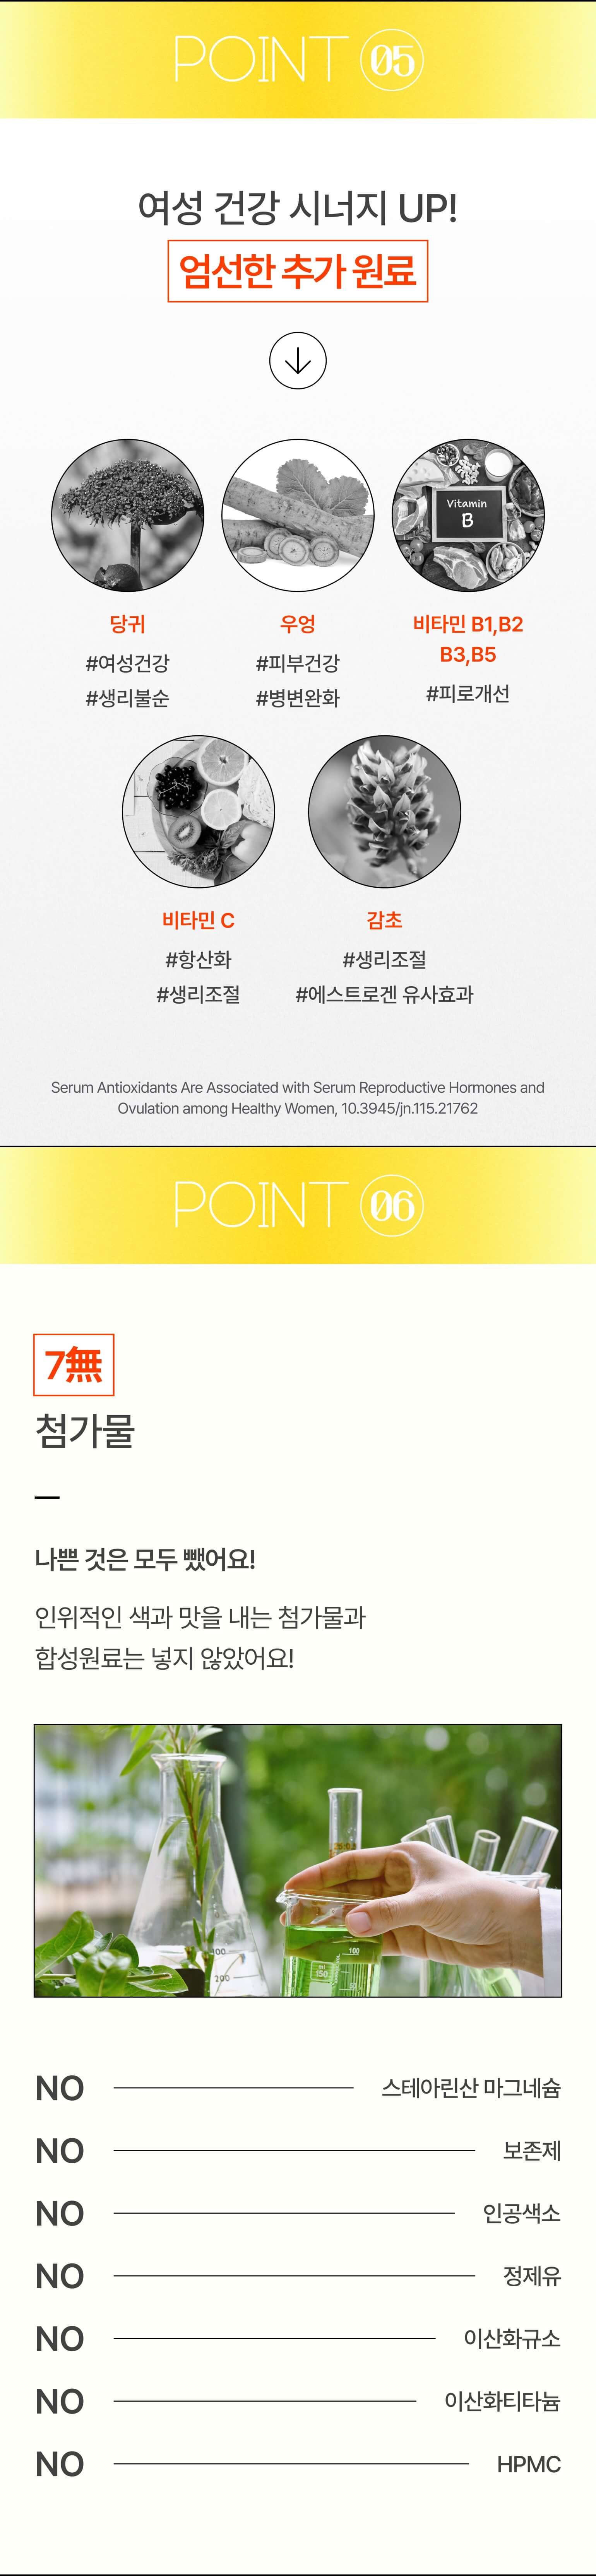 POINT 05
여성 건강 시너지 UP!
엄선한 추가 원료
Vitamin
B
당귀
#여성건강
#생리불순
우엉
#피부건강
#병변완화
비타민 B1,B2
B3,B5
#피로개선
비타민 C
#항산화
#생리조절
감초
#생리조절
#에스트로겐 유사효과
Serum Antioxidants Are Associated with Serum Reproductive Hormones and
Ovulation among Healthy Women, 10.3945/jn.115.21762
POINT 06
7無
첨가물
나쁜 것은 모두 뺐어요!
인위적인 색과 맛을 내는 첨가물과
합성원료는 넣지 않았어요!
200
100
150
NO 스테아린산 마그네슘
NO 보존제
NO 인공색소
NO 정제유
NO 이산화규소
NO 이산화티타늄
NO HPMC